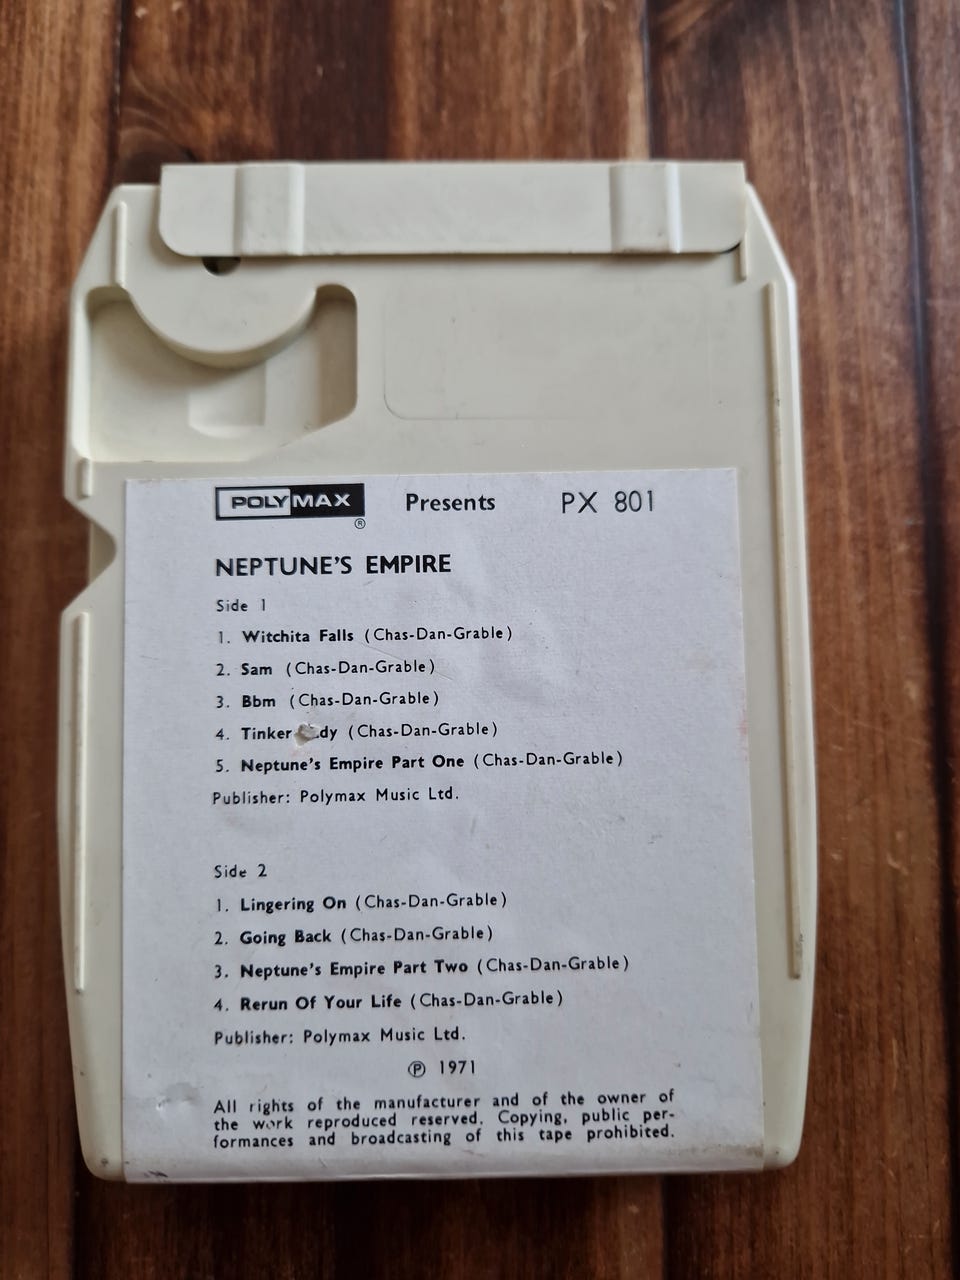 POLYMAX Presents PX 801
®
NEPTUNE'S EMPIRE
Side 1
1. Witchita Falls (Chas-Dan-Grable)
2. Sam (Chas-Dan-Grable)
3. Bbm (Chas-Dan-Grable)
4. Tinker (Chas-Dan-Grable)
5. Neptune's Empire Part One (Chas-Dan-Grable)
Publisher: Polymax Music Ltd.
Side 2
1. Lingering On (Chas-Dan-Grable)
2. Going Back (Chas-Dan-Grable)
3. Neptune's Empire Part Two (Chas-Dan-Grable)
4. Rerun Of Your Life (Chas-Dan-Grable)
Publisher: Polymax Music Ltd.
℗ 1971
All rights of the manufacturer and of the owner of
the work reproduced reserved. Copying, public per-
formances and broadcasting of this tape prohibited.